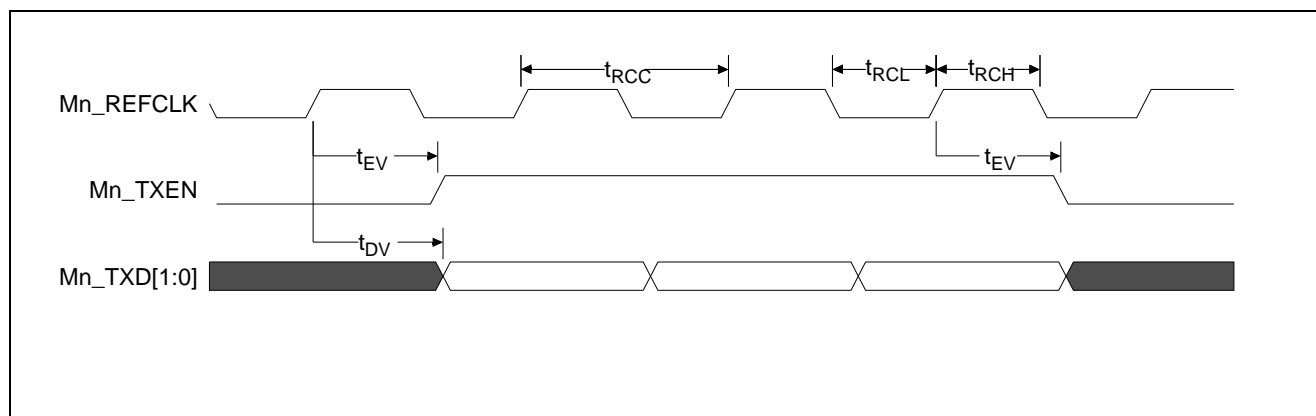 tRCC
tRCL
tRCH
Mn_REFCLK
tEV
tEV
Mn_TXEN
tDV
Mn_TXD[1:0]